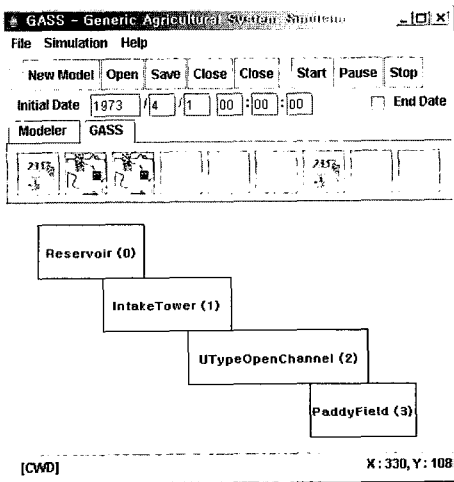 GASS - Generic Agricultural System
File Simulation Help
New Model Open Save Close Close Start Pause Stop
Initial Date 1973 / 4 / 1 00 : 00 : 00 End Date
Modeler GASS
Reservoir (0)
IntakeTower (1)
UTypeOpenChannel (2)
PaddyField (3)
[CWD] X : 330, Y : 108